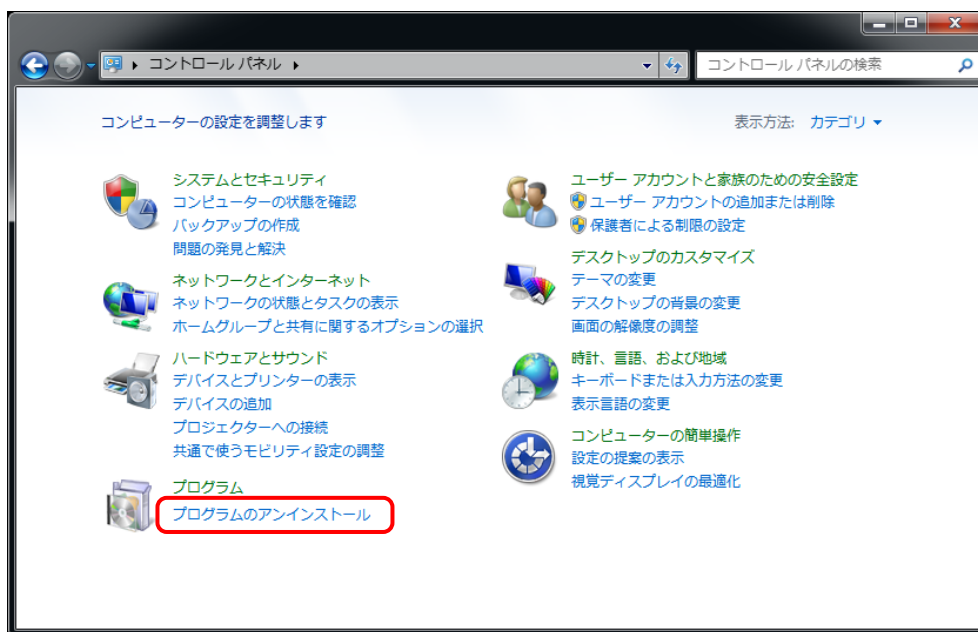 コントロール パネル
コントロール パネルの検索
コンピューターの設定を調整します
表示方法: カテゴリ
システムとセキュリティ
コンピューターの状態を確認
バックアップの作成
問題の発見と解決
ネットワークとインターネット
ネットワークの状態とタスクの表示
ホームグループと共有に関するオプションの選択
ハードウェアとサウンド
デバイスとプリンターの表示
デバイスの追加
プロジェクターへの接続
共通で使うモビリティ設定の調整
プログラム
プログラムのアンインストール
ユーザー アカウントと家族のための安全設定
ユーザー アカウントの追加または削除
保護者による制限の設定
デスクトップのカスタマイズ
テーマの変更
デスクトップの背景の変更
画面の解像度の調整
時計、言語、および地域
キーボードまたは入力方法の変更
表示言語の変更
コンピューターの簡単操作
設定の提案の表示
視覚ディスプレイの最適化